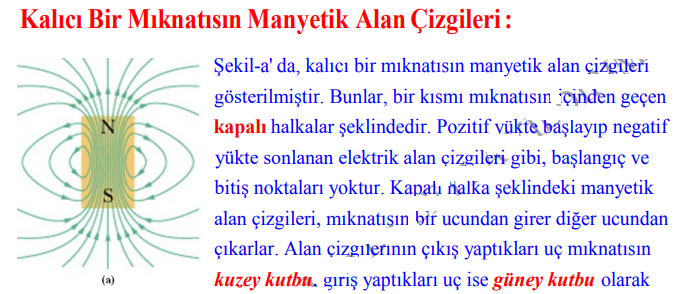 Kalıcı Bir Mıknatısın Manyetik Alan Çizgileri :
Şekil-a' da, kalıcı bir mıknatısın manyetik alan çizgileri
gösterilmiştir. Bunlar, bir kısmı mıknatısın içinden geçen
kapalı halkalar şeklindedir. Pozitif yükte başlayıp negatif
yükte sonlanan elektrik alan çizgileri gibi, başlangıç ve
bitiş noktaları yoktur. Kapalı halka şeklindeki manyetik
alan çizgileri, mıknatısın bir ucundan girer diğer ucundan
çıkarlar. Alan çizgilerinin çıkış yaptıkları uç mıknatısın
kuzey kutbu, giriş yaptıkları uç ise güney kutbu olarak
N
S
(a)